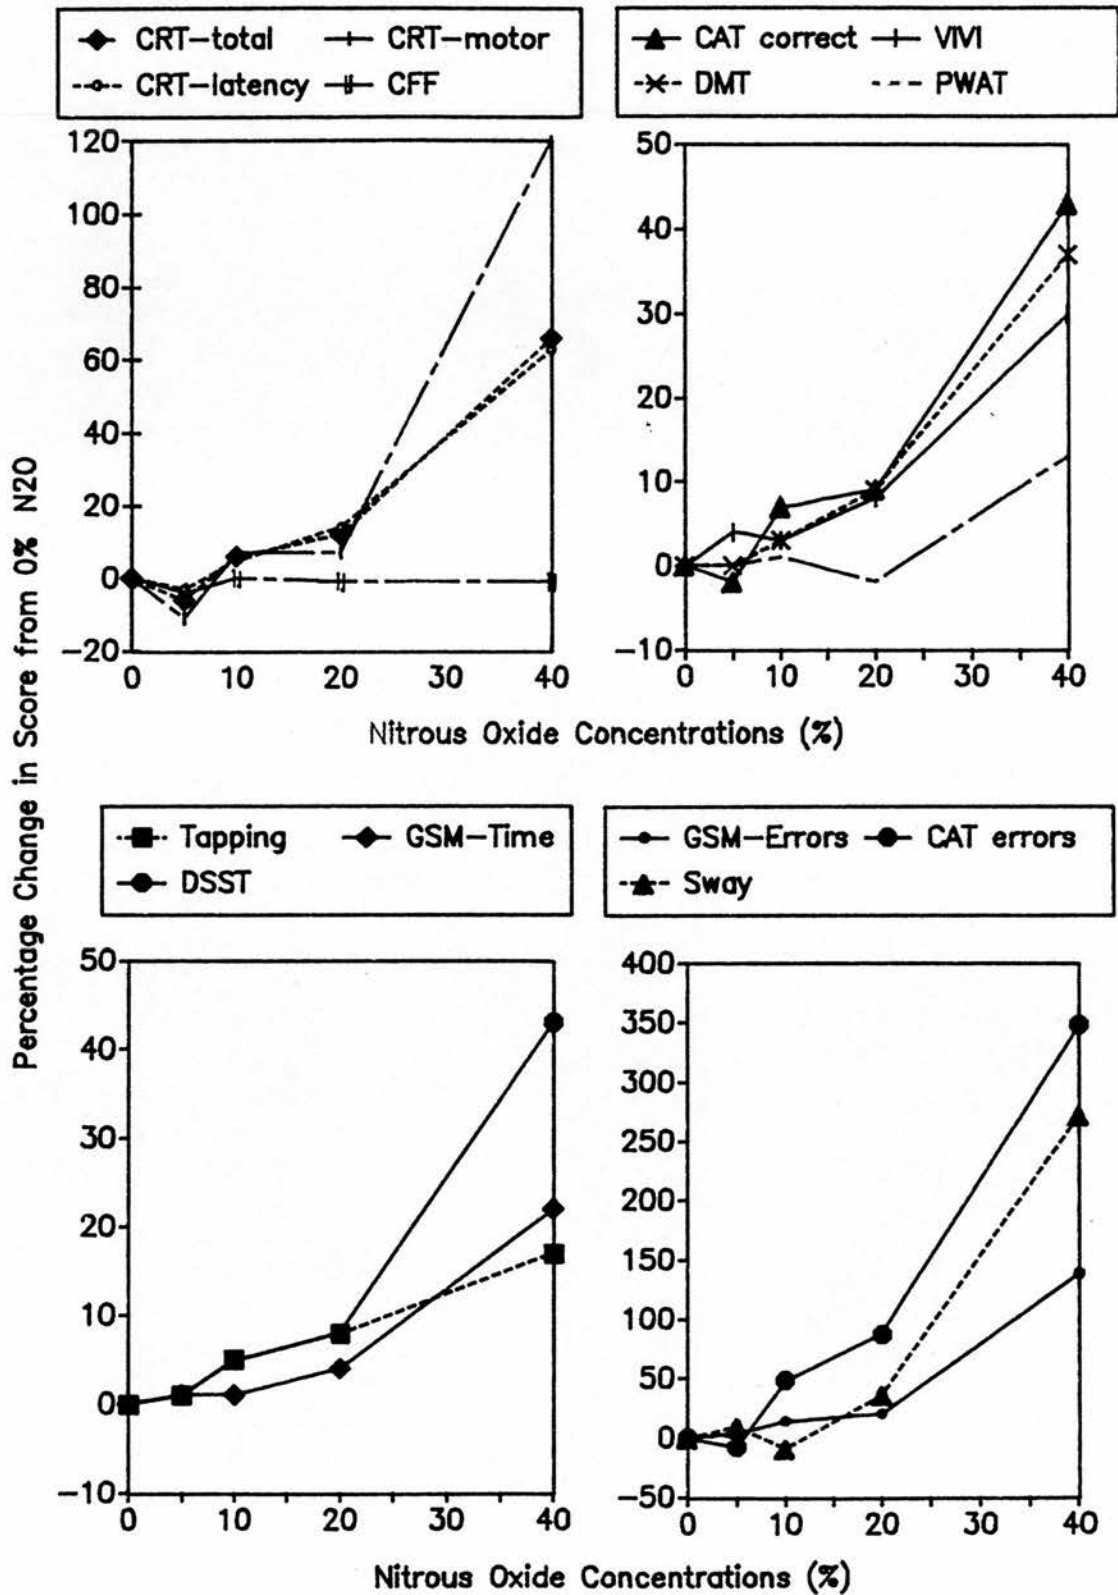 CRT-total CRT-motor
CRT-latency CFF
CAT correct VIVI
DMT PWAT
120
100
80
60
40
20
0
-20
0 10 20 30 40
50
40
30
20
10
0
-10
0 10 20 30 40
Nitrous Oxide Concentrations (%)
Percentage Change in Score from 0% N2O
Tapping GSM-Time
DSST
GSM-Errors CAT errors
Sway
50
40
30
20
10
0
-10
0 10 20 30 40
400
350
300
250
200
150
100
50
0
-50
0 10 20 30 40
Nitrous Oxide Concentrations (%)